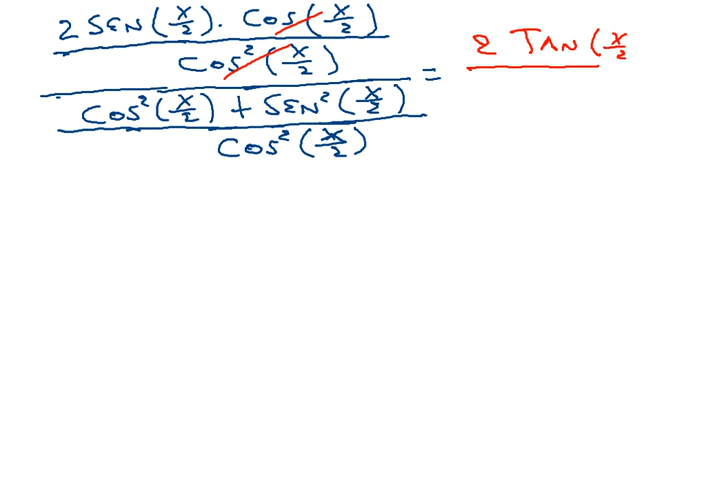 2 SEN (x/2) · COS (x/2)
COS² (x/2)
= 2 TAN (x/2
COS² (x/2) + SEN² (x/2)
COS² (x/2)